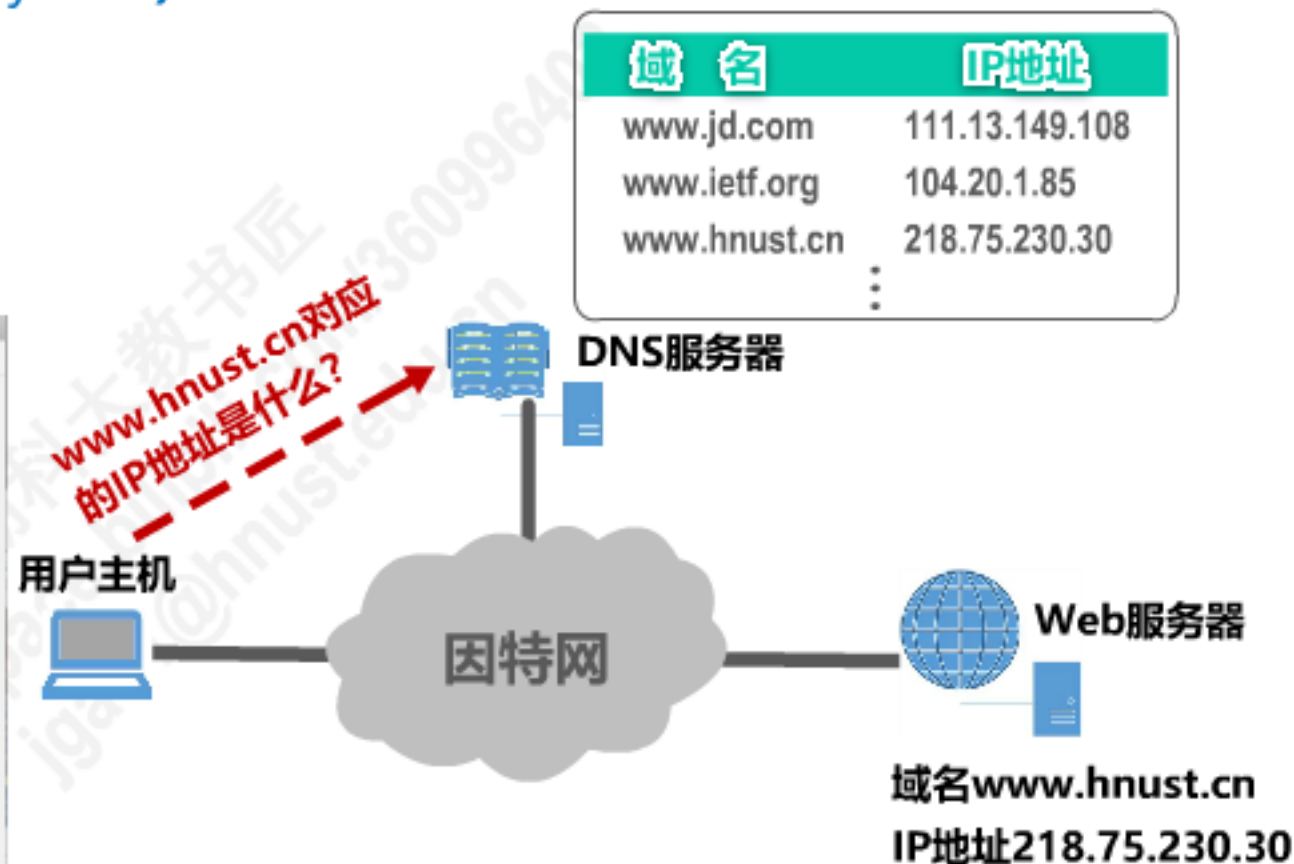 域 名 IP地址
www.jd.com 111.13.149.108
www.ietf.org 104.20.1.85
www.hnust.cn 218.75.230.30
DNS服务器
www.hnust.cn对应
的IP地址是什么?
用户主机
因特网
Web服务器
域名www.hnust.cn
IP地址218.75.230.30